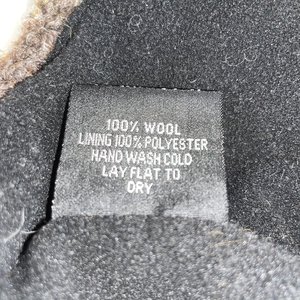 100% WOOL
LINING 100% POLYESTER
HAND WASH COLD
LAY FLAT TO
DRY